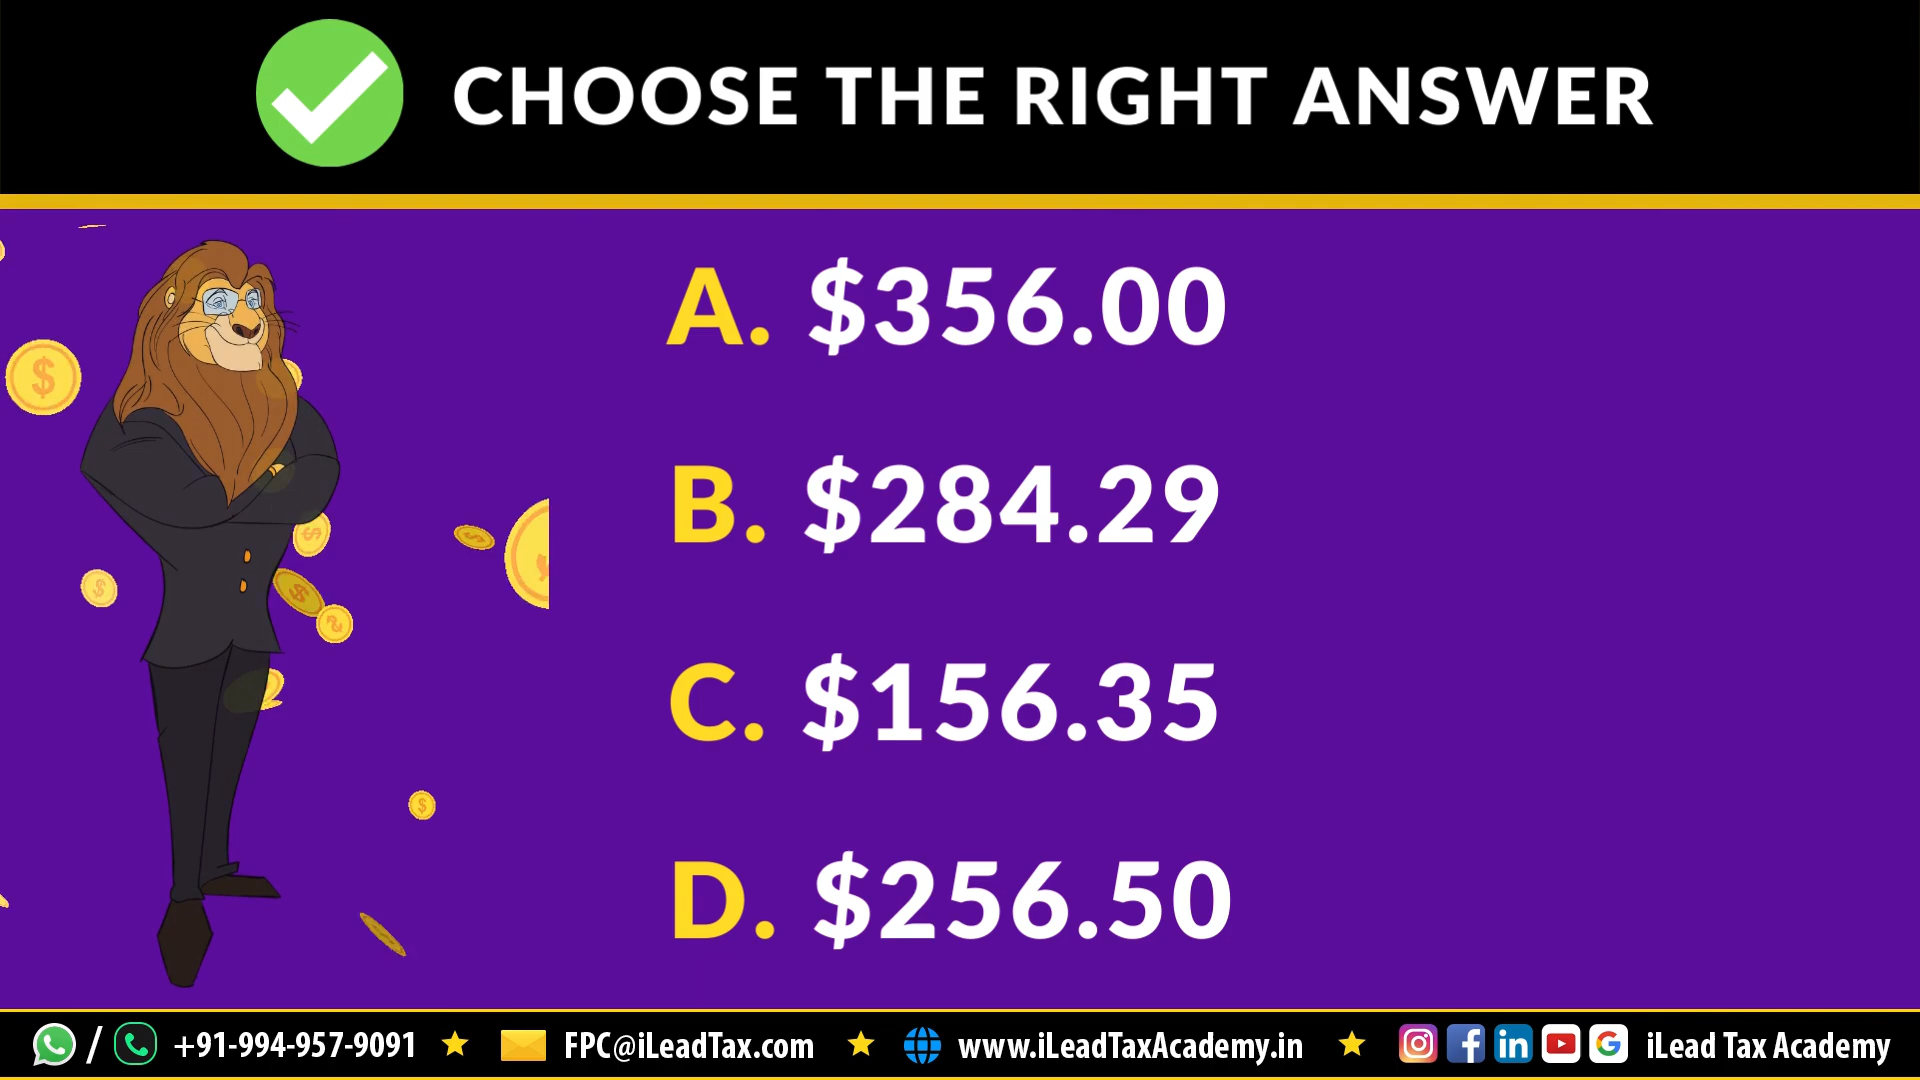 CHOOSE THE RIGHT ANSWER
A. $356.00
B. $284.29
C. $156.35
D. $256.50
/ +91-994-957-9091 FPC@iLeadTax.com www.iLeadTaxAcademy.in iLead Tax Academy